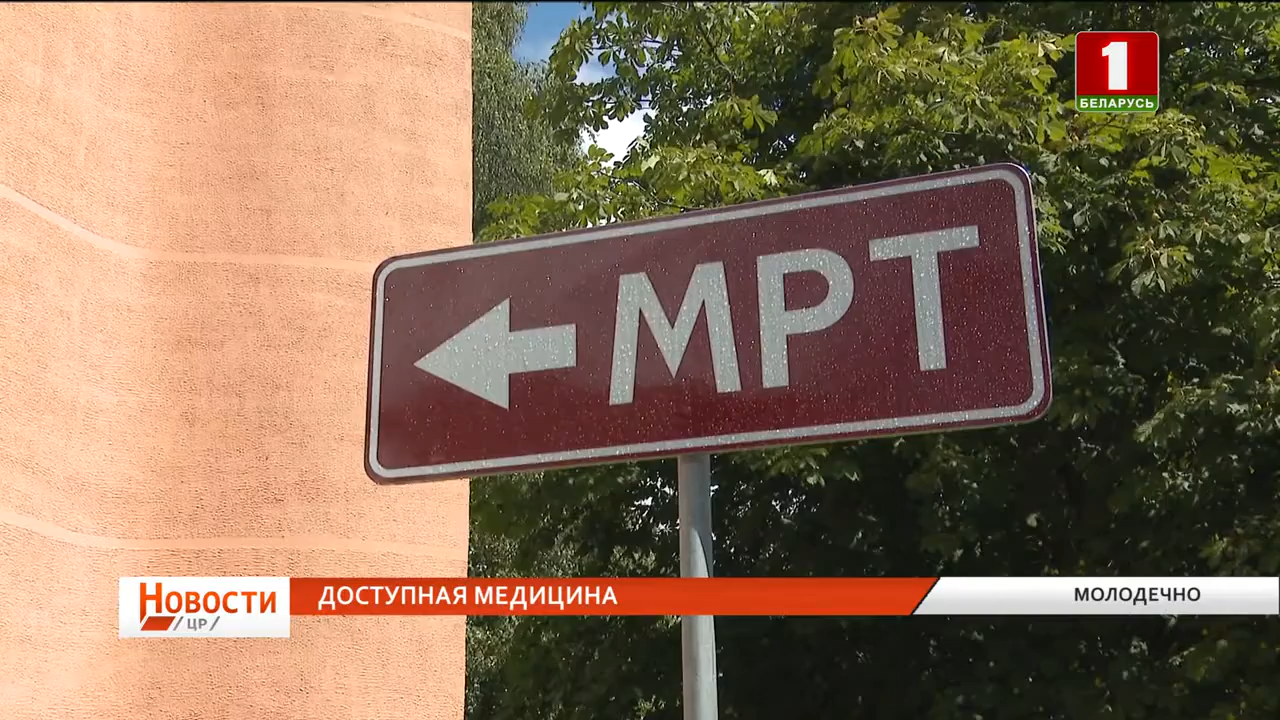 1
БЕЛАРУСЬ
МРТ
НОВОСТИ
/ЦР/
ДОСТУПНАЯ МЕДИЦИНА
МОЛОДЕЧНО